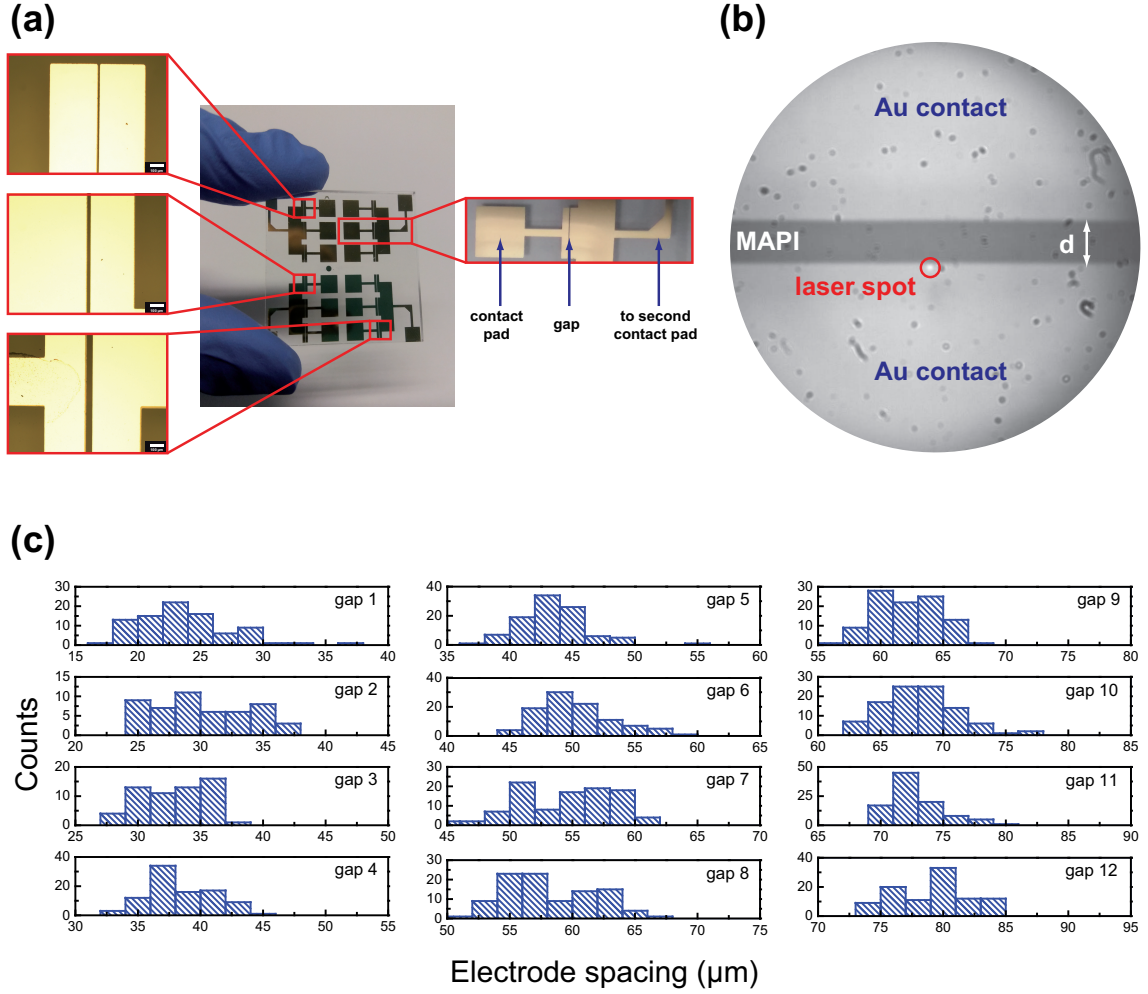 (a)
contact
pad
gap
to second
contact pad
(b)
Au contact
MAPI
d
laser spot
Au contact
(c)
Counts
30
20
10
0
gap 1
15 20 25 30 35 40
15
10
5
0
gap 2
20 25 30 35 40 45
20
10
0
gap 3
25 30 35 40 45 50
40
20
0
gap 4
30 35 40 45 50 55
40
20
0
gap 5
35 40 45 50 55 60
40
20
0
gap 6
40 45 50 55 60 65
30
20
10
0
gap 7
45 50 55 60 65 70
30
20
10
0
gap 8
50 55 60 65 70 75
30
20
10
0
gap 9
55 60 65 70 75 80
30
20
10
0
gap 10
60 65 70 75 80 85
50
25
0
gap 11
65 70 75 80 85 90
40
20
0
gap 12
70 75 80 85 90 95
Electrode spacing (µm)